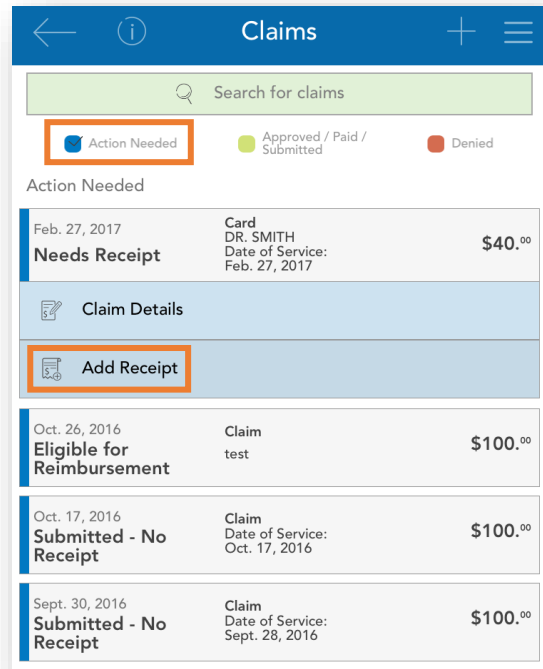 Claims
Search for claims
Action Needed
Approved / Paid /
Submitted
Denied
Action Needed
Feb. 27, 2017
Needs Receipt
Card
DR. SMITH
Date of Service:
Feb. 27, 2017
$40.00
Claim Details
Add Receipt
Oct. 26, 2016
Eligible for
Reimbursement
Claim
test
$100.00
Oct. 17, 2016
Submitted - No
Receipt
Claim
Date of Service:
Oct. 17, 2016
$100.00
Sept. 30, 2016
Submitted - No
Receipt
Claim
Date of Service:
Sept. 28, 2016
$100.00